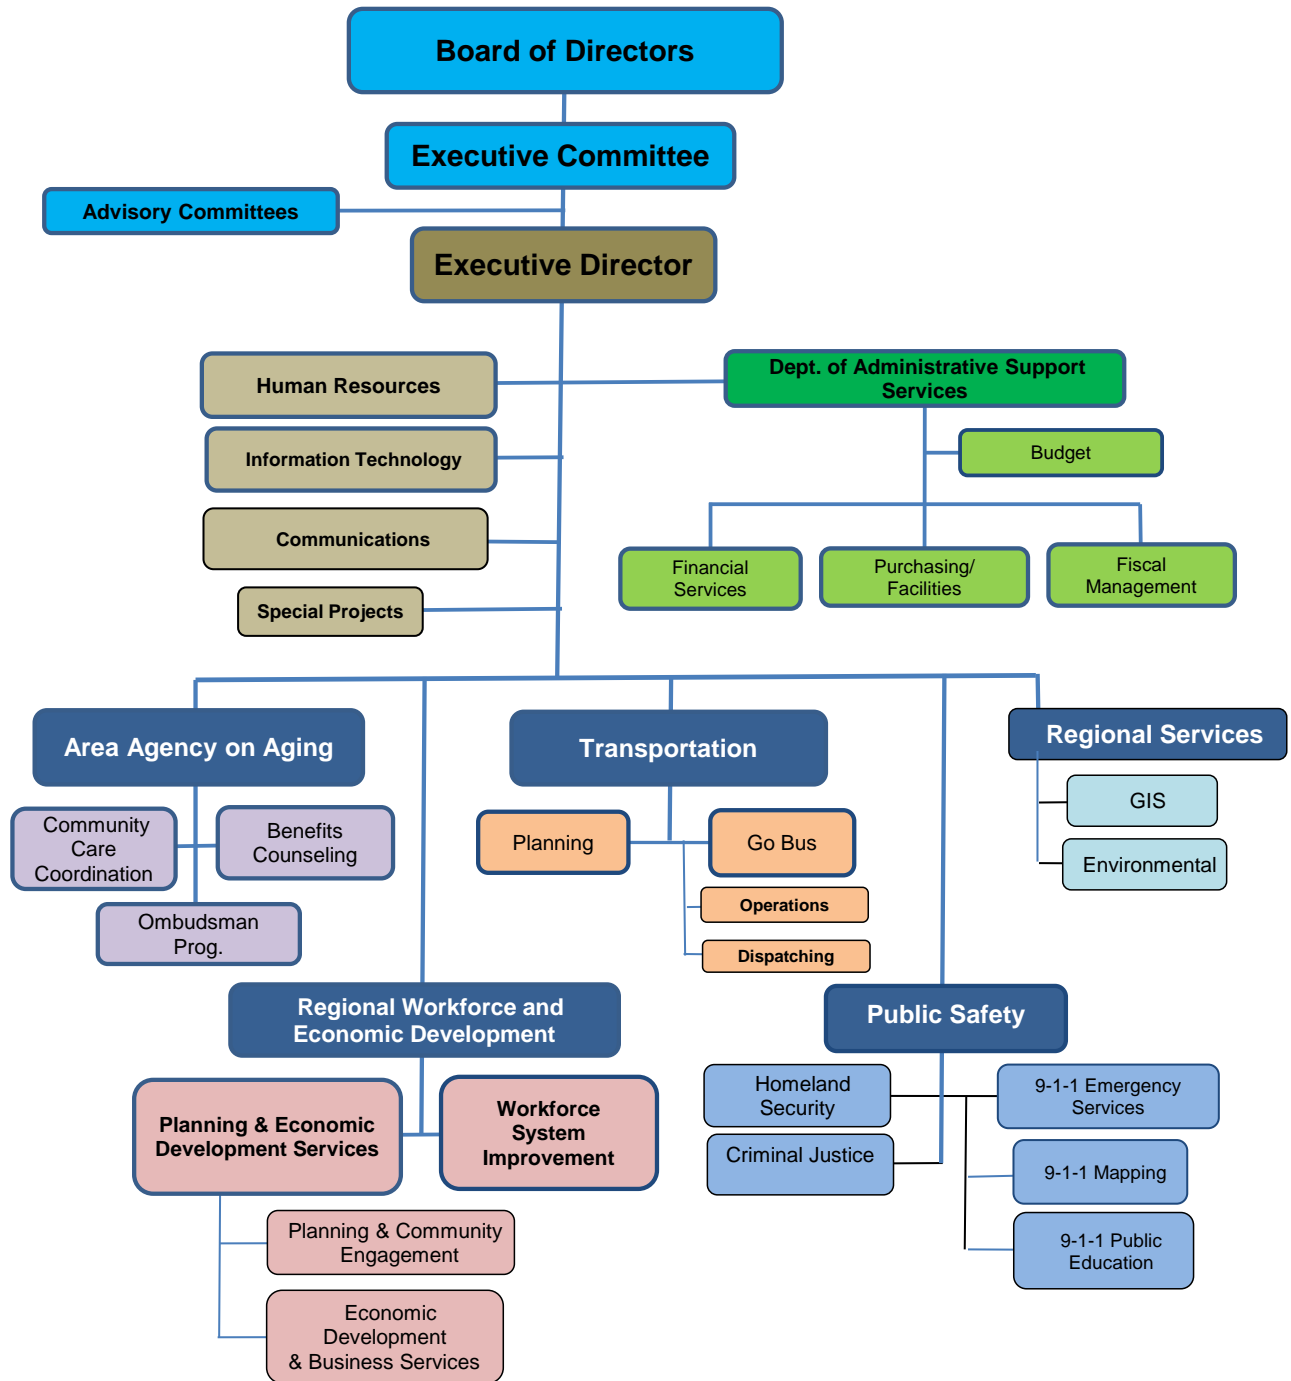 Board of Directors
Executive Committee
Advisory Committees
Executive Director
Human Resources
Dept. of Administrative Support
Services
Information Technology
Budget
Communications
Financial
Services
Purchasing/
Facilities
Fiscal
Management
Special Projects
Area Agency on Aging
Transportation
Regional Services
Community
Care
Coordination
Benefits
Counseling
Ombudsman
Prog.
Planning
Go Bus
Operations
Dispatching
GIS
Environmental
Regional Workforce and
Economic Development
Public Safety
Planning & Economic
Development Services
Workforce
System
Improvement
Homeland
Security
9-1-1 Emergency
Services
Criminal Justice
9-1-1 Mapping
9-1-1 Public
Education
Planning & Community
Engagement
Economic
Development
& Business Services